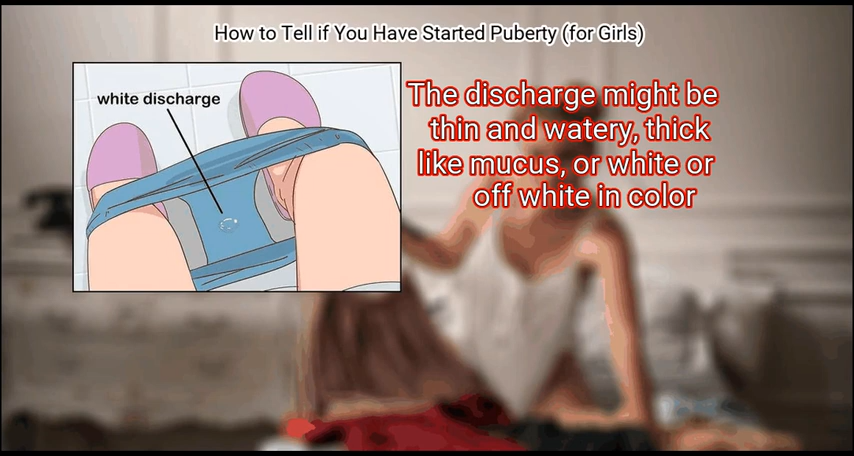 How to Tell if You Have Started Puberty (for Girls)
white discharge
The discharge might be
thin and watery, thick
like mucus, or white or
off white in color